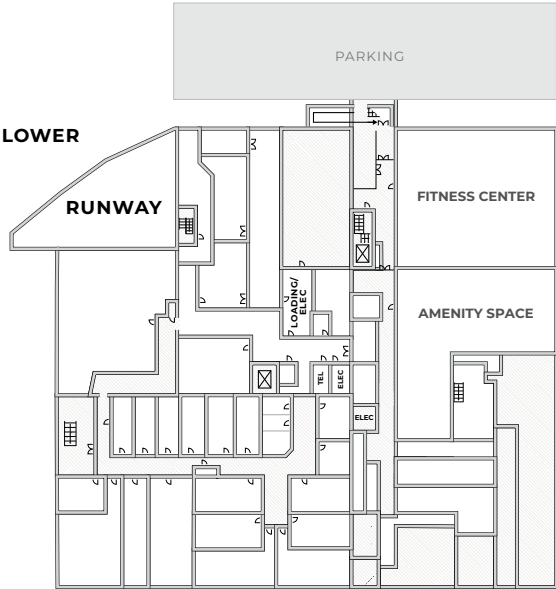 PARKING
LOWER
RUNWAY
FITNESS CENTER
LOADING/
ELEC
AMENITY SPACE
TEL
ELEC
ELEC